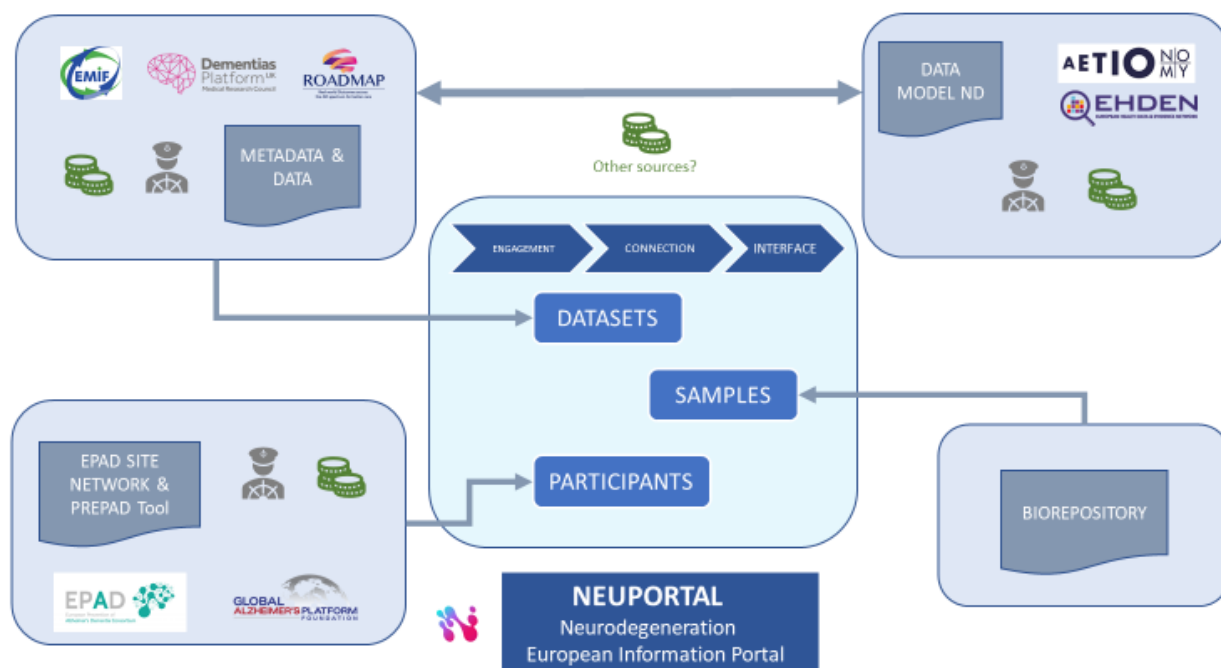 EMIF
Dementias
Platform UK
Medical Research Council
ROADMAP
METADATA &
DATA
Other sources?
DATA
MODEL ND
AETIONOMY
EHDEN
EUROPEAN HEALTH DATA & EVIDENCE NETWORK
ENGAGEMENT
CONNECTION
INTERFACE
DATASETS
SAMPLES
PARTICIPANTS
EPAD SITE
NETWORK &
PREPAD Tool
EPAD
GLOBAL
ALZHEIMER'S PLATFORM
FOUNDATION
BIOREPOSITORY
NEUPORTAL
Neurodegeneration
European Information Portal